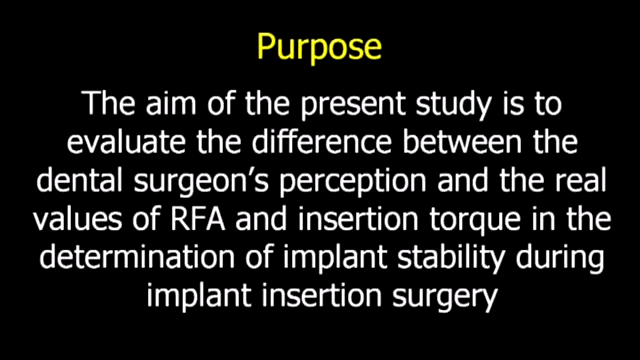 Purpose
The aim of the present study is to
evaluate the difference between the
dental surgeon's perception and the real
values of RFA and insertion torque in the
determination of implant stability during
implant insertion surgery